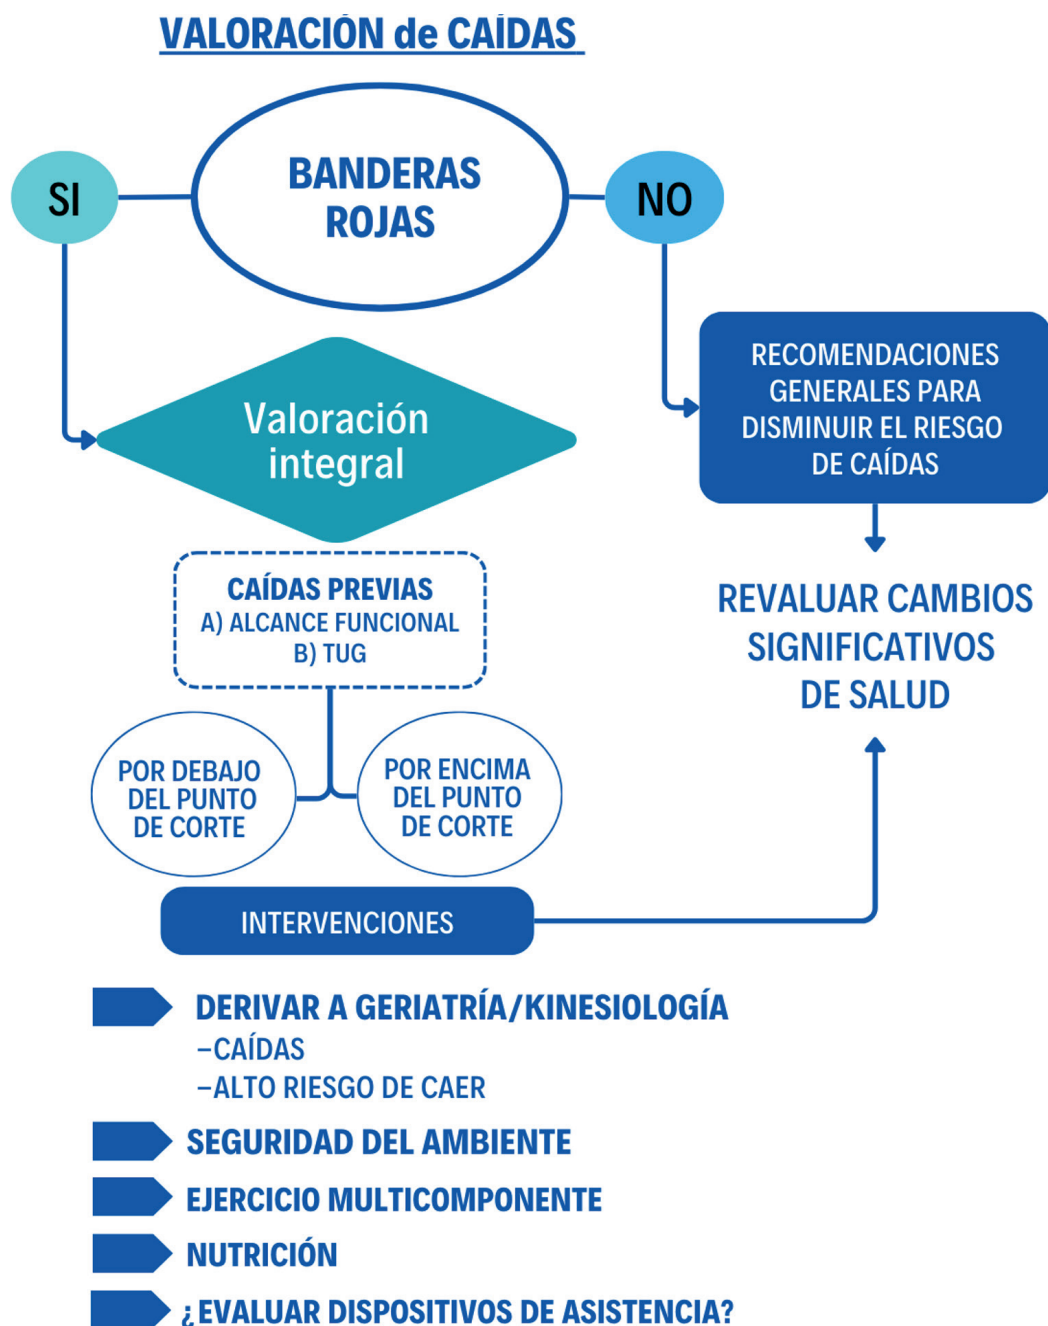 VALORACIÓN de CAÍDAS
BANDERAS
ROJAS
SI
NO
RECOMENDACIONES
GENERALES PARA
DISMINUIR EL RIESGO
DE CAÍDAS
Valoración
integral
CAÍDAS PREVIAS
A) ALCANCE FUNCIONAL
B) TUG
REVALUAR CAMBIOS
SIGNIFICATIVOS
DE SALUD
POR DEBAJO
DEL PUNTO
DE CORTE
POR ENCIMA
DEL PUNTO
DE CORTE
INTERVENCIONES
DERIVAR A GERIATRÍA/KINESIOLOGÍA
–CAÍDAS
–ALTO RIESGO DE CAER
SEGURIDAD DEL AMBIENTE
EJERCICIO MULTICOMPONENTE
NUTRICIÓN
¿EVALUAR DISPOSITIVOS DE ASISTENCIA?